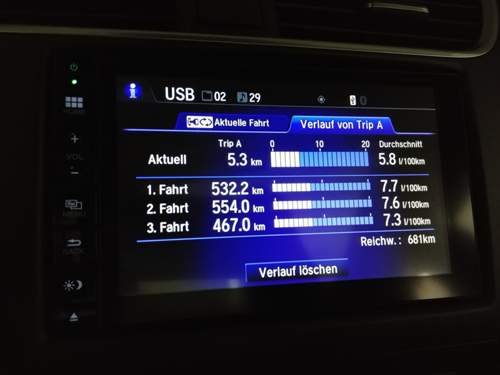 USB 02 29
Aktuelle Fahrt Verlauf von Trip A
Trip A 0 10 20 Durchschnitt
Aktuell 5.3 km 5.8 l/100km
1. Fahrt 532.2 km 7.7 l/100km
2. Fahrt 554.0 km 7.6 l/100km
3. Fahrt 467.0 km 7.3 l/100km
Reichw.: 681km
Verlauf löschen
VOL
MENU